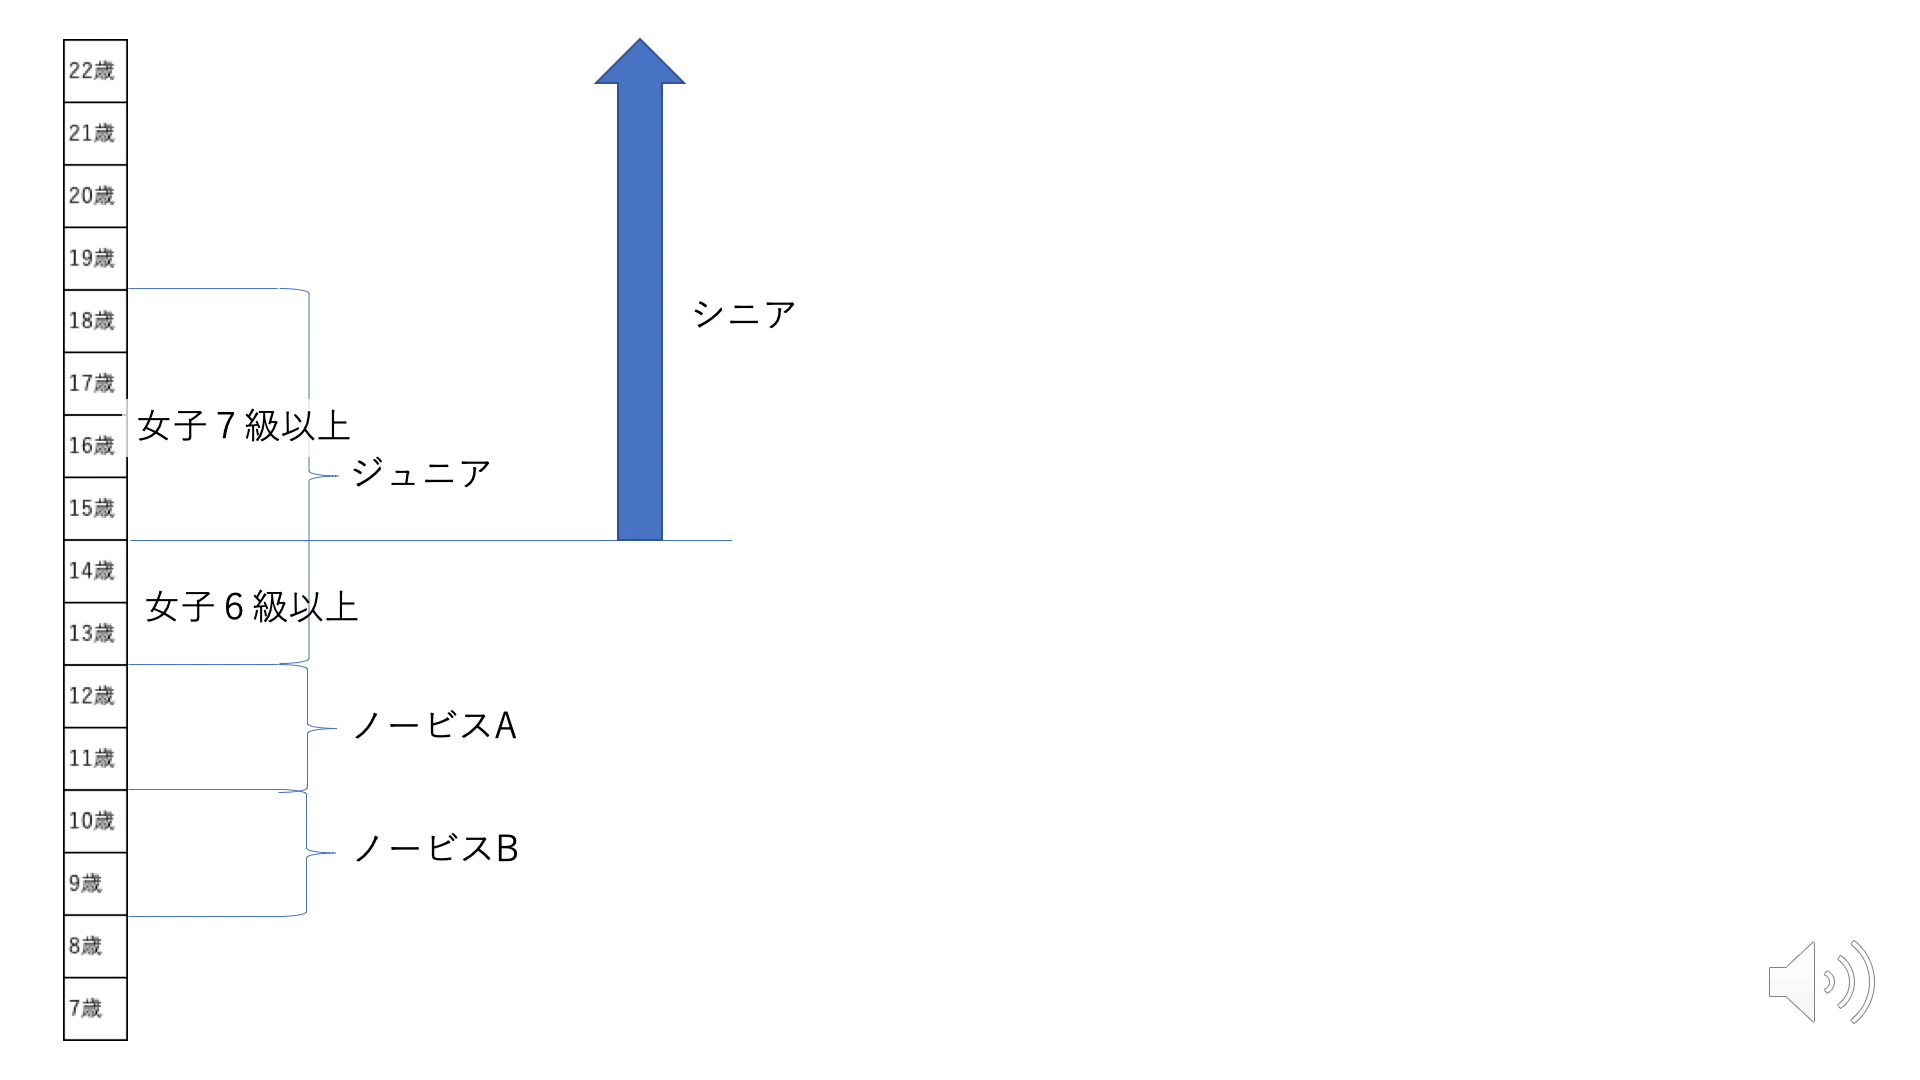 22歳
21歳
20歳
19歳
18歳
17歳
16歳
15歳
14歳
13歳
12歳
11歳
10歳
9歳
8歳
7歳
シニア
女子７級以上
ジュニア
女子６級以上
ノービスA
ノービスB